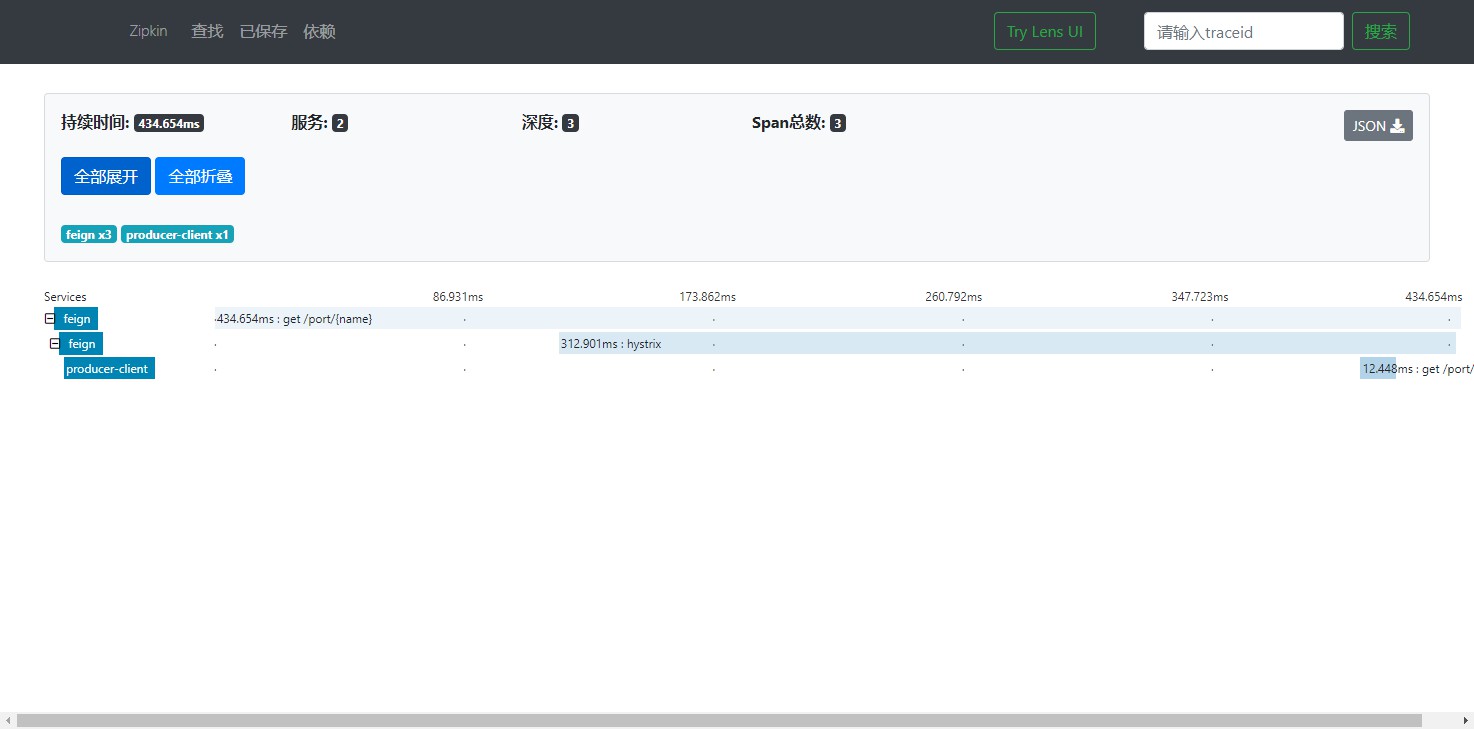 Zipkin 查找 已保存 依赖 Try Lens UI 请输入traceid 搜索
持续时间: 434.654ms 服务: 2 深度: 3 Span总数: 3 JSON
全部展开 全部折叠
feign x3 producer-client x1
Services 86.931ms 173.862ms 260.792ms 347.723ms 434.654ms
feign 434.654ms : get /port/{name}
feign 312.901ms : hystrix
producer-client 12.448ms : get /port/